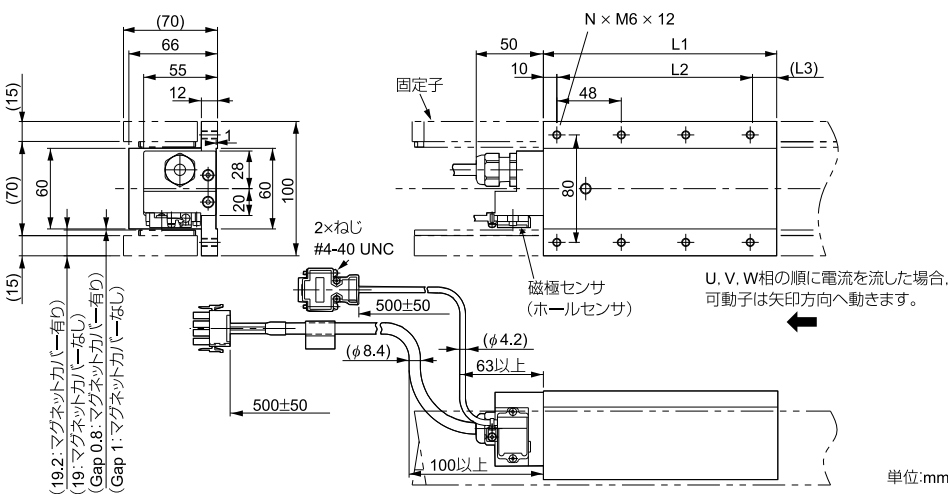 (70)
66
55
12
(15)
(70)
60
(15)
1
28
20
60
100
(19.2：マグネットカバー有り)
(19：マグネットカバーなし)
(Gap 0.8：マグネットカバー有り)
(Gap 1：マグネットカバーなし)
N × M6 × 12
50
L1
10
L2
(L3)
48
固定子
80
磁極センサ
(ホールセンサ)
U, V, W相の順に電流を流した場合,
可動子は矢印方向へ動きます。
2×ねじ
#4-40 UNC
500±50
(φ8.4)
(φ4.2)
63以上
500±50
100以上
単位:mm